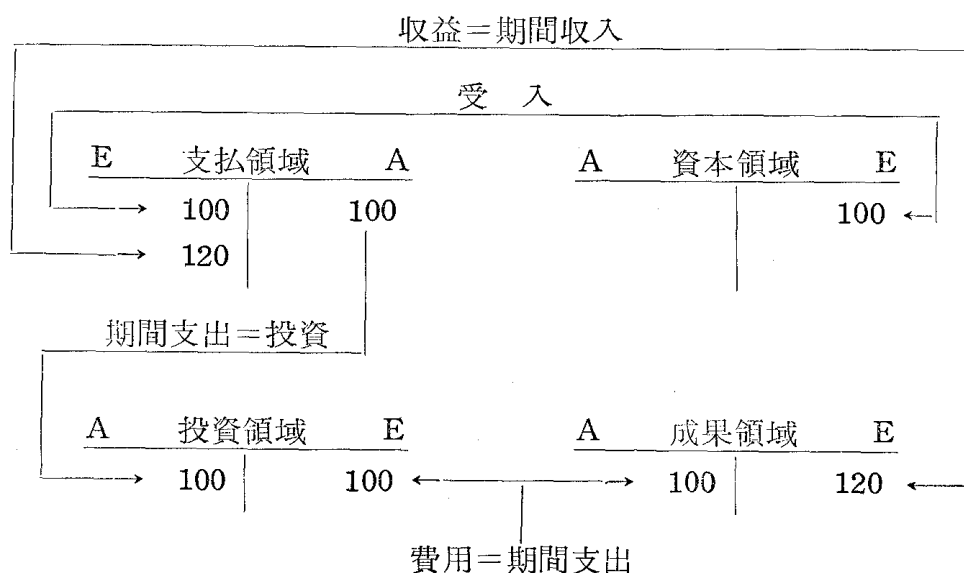 収益＝期間収入
受 入
E 支払領域 A
A 資本領域 E
100 100
100
120
期間支出＝投資
A 投資領域 E
A 成果領域 E
100 100
100 120
費用＝期間支出